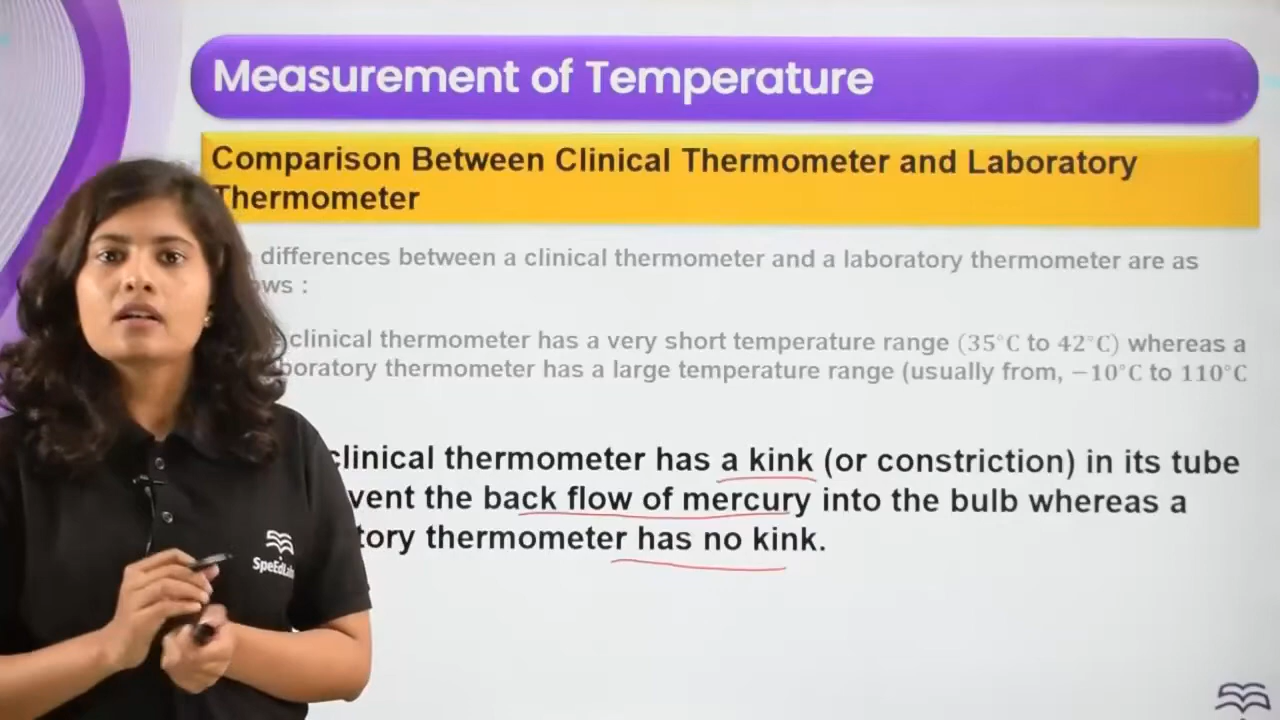 Measurement of Temperature
Comparison Between Clinical Thermometer and Laboratory
Thermometer
differences between a clinical thermometer and a laboratory thermometer are as
ows :
clinical thermometer has a very short temperature range (35°C to 42°C) whereas a
boratory thermometer has a large temperature range (usually from, −10°C to 110°C
clinical thermometer has a kink (or constriction) in its tube
vent the back flow of mercury into the bulb whereas a
tory thermometer has no kink.
SpeEdLa